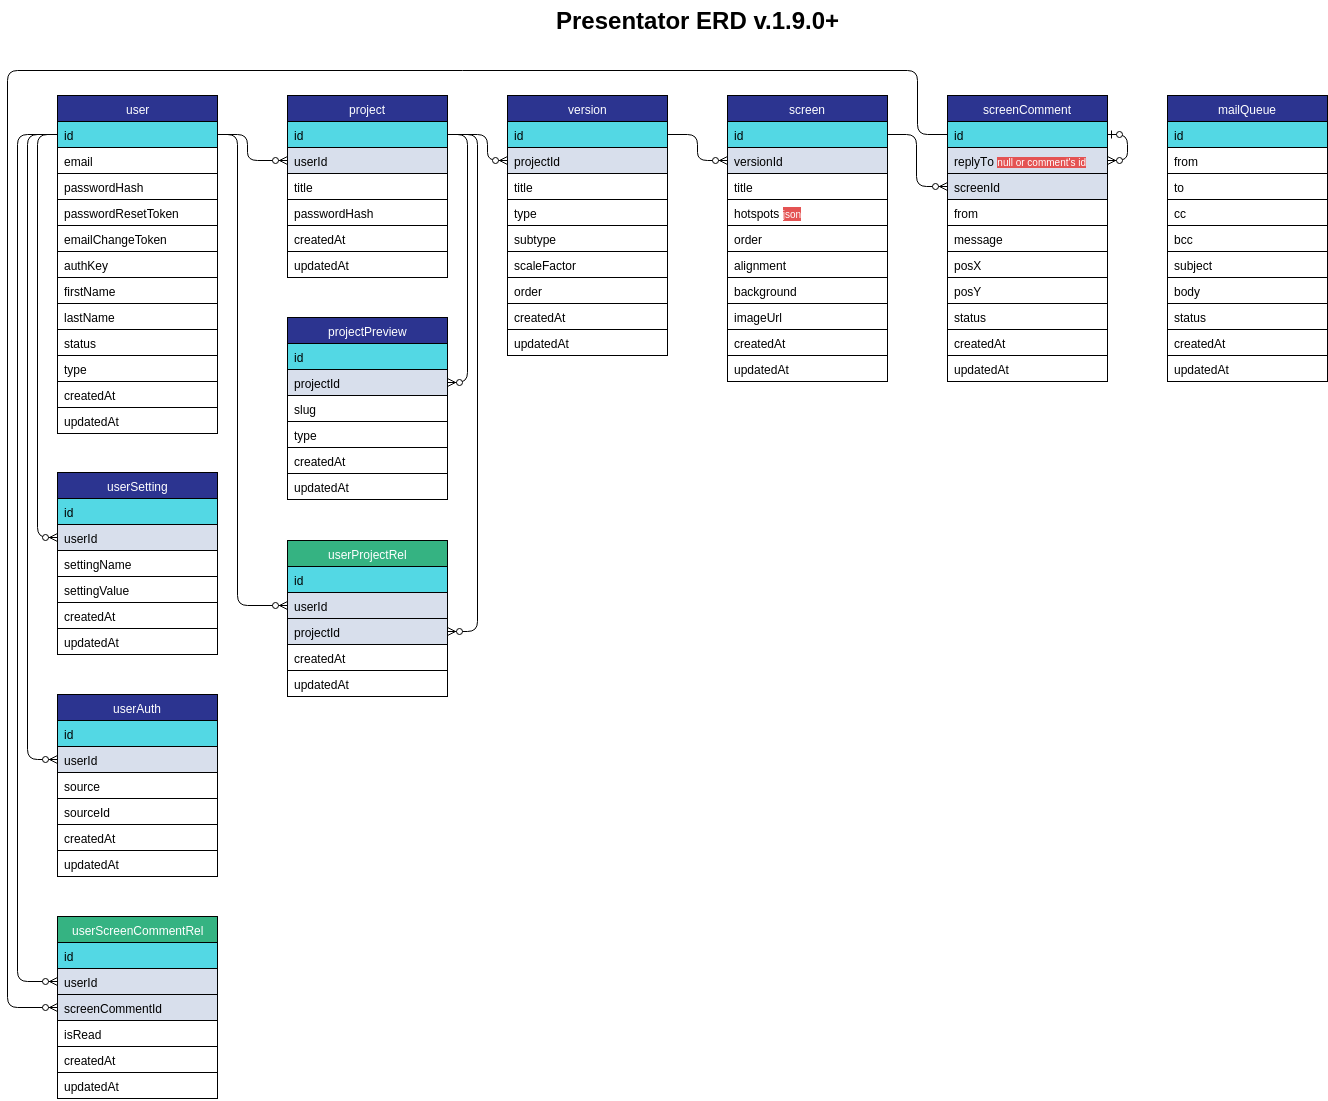 Presentator ERD v.1.9.0+
user
id
email
passwordHash
passwordResetToken
emailChangeToken
authKey
firstName
lastName
status
type
createdAt
updatedAt
project
id
userId
title
passwordHash
createdAt
updatedAt
version
id
projectId
title
type
subtype
scaleFactor
order
createdAt
updatedAt
screen
id
versionId
title
hotspots json
order
alignment
background
imageUrl
createdAt
updatedAt
screenComment
id
replyTo null or comment's id
screenId
from
message
posX
posY
status
createdAt
updatedAt
mailQueue
id
from
to
cc
bcc
subject
body
status
createdAt
updatedAt
projectPreview
id
projectId
slug
type
createdAt
updatedAt
userSetting
id
userId
settingName
settingValue
createdAt
updatedAt
userProjectRel
id
userId
projectId
createdAt
updatedAt
userAuth
id
userId
source
sourceId
createdAt
updatedAt
userScreenCommentRel
id
userId
screenCommentId
isRead
createdAt
updatedAt